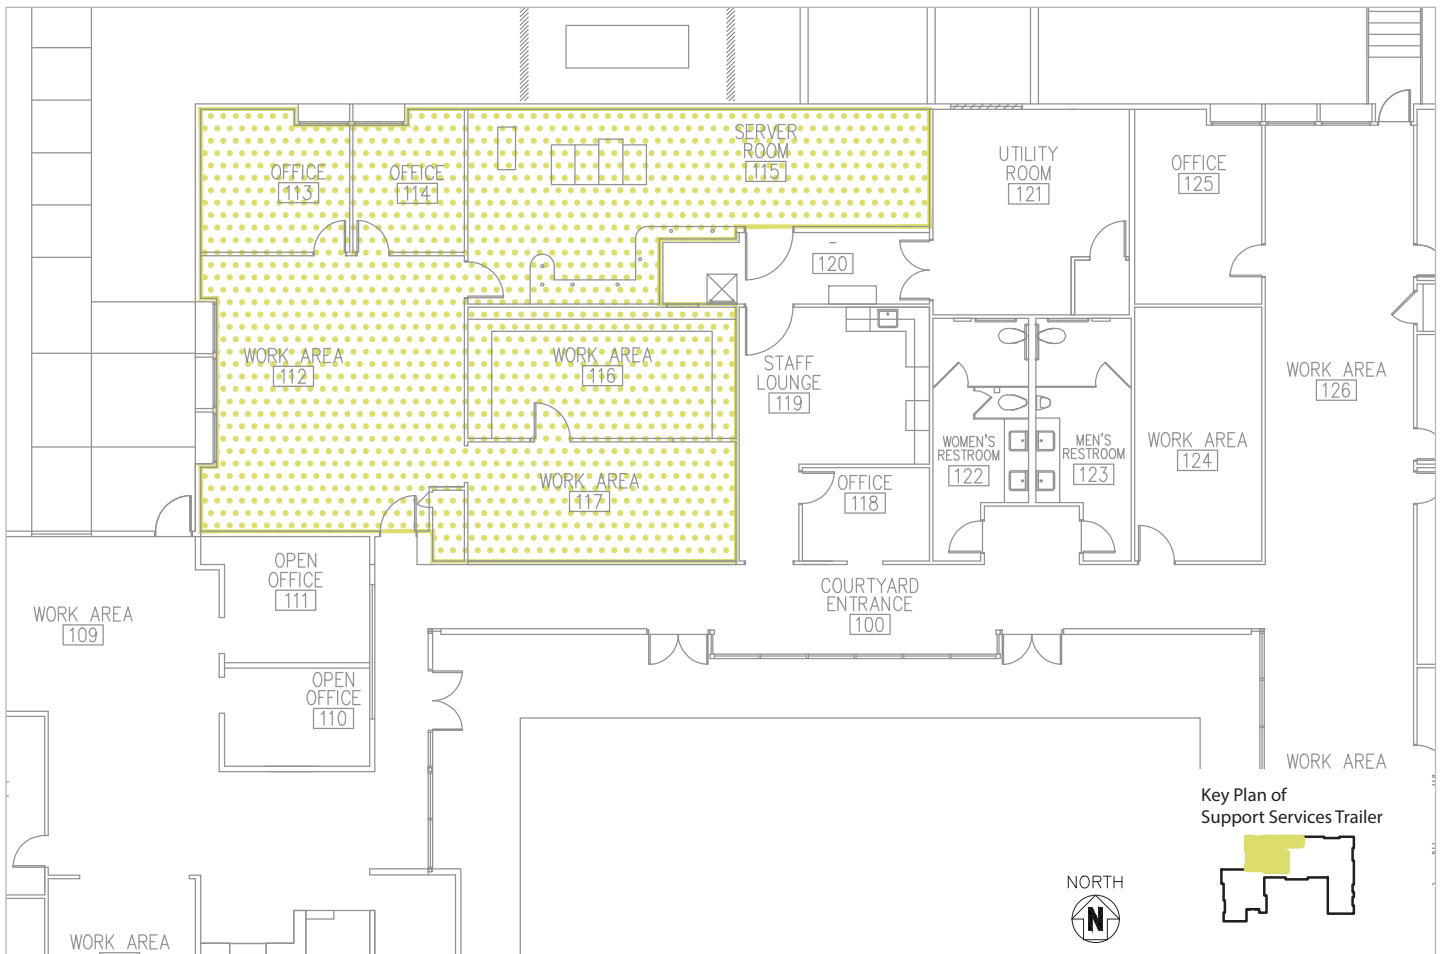 SERVER
ROOM
115
OFFICE
113
OFFICE
114
UTILITY
ROOM
121
OFFICE
125
120
WORK AREA
112
WORK AREA
116
STAFF
LOUNGE
119
WORK AREA
126
WOMEN'S
RESTROOM
122
MEN'S
RESTROOM
123
WORK AREA
124
WORK AREA
117
OFFICE
118
OPEN
OFFICE
111
COURTYARD
ENTRANCE
100
WORK AREA
109
OPEN
OFFICE
110
WORK AREA
Key Plan of
Support Services Trailer
NORTH
N
WORK AREA